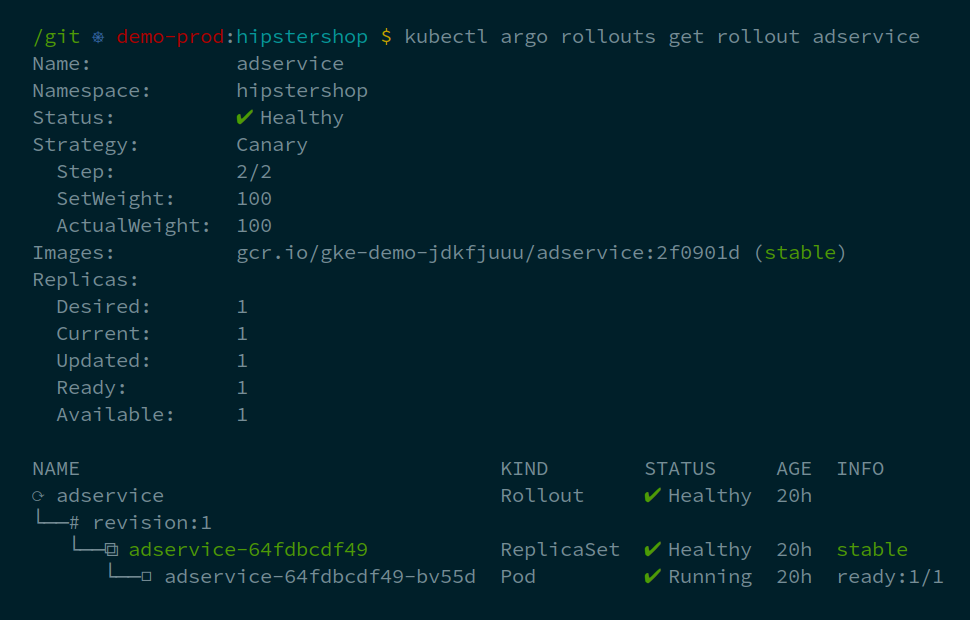 /git ⎈ demo-prod:hipstershop $ kubectl argo rollouts get rollout adservice
Name:            adservice
Namespace:       hipstershop
Status:          ✔ Healthy
Strategy:        Canary
  Step:          2/2
  SetWeight:     100
  ActualWeight:  100
Images:          gcr.io/gke-demo-jdkfjuuu/adservice:2f0901d (stable)
Replicas:
  Desired:       1
  Current:       1
  Updated:       1
  Ready:         1
  Available:     1

NAME                                   KIND        STATUS     AGE  INFO
⟳ adservice                            Rollout     ✔ Healthy  20h
└──# revision:1
   └──⧉ adservice-64fdbcdf49           ReplicaSet  ✔ Healthy  20h  stable
      └──□ adservice-64fdbcdf49-bv55d  Pod         ✔ Running  20h  ready:1/1